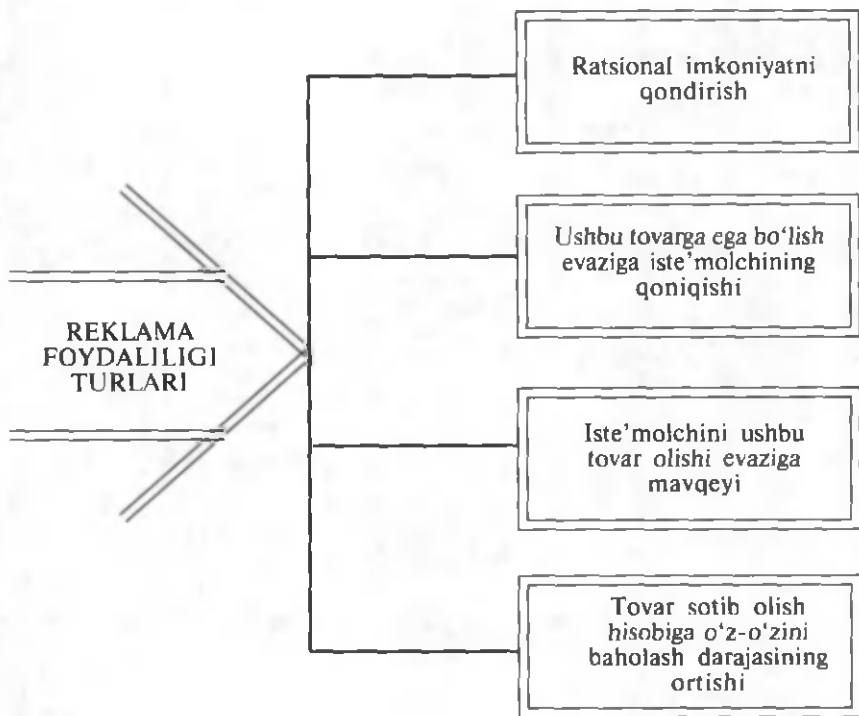 REKLAMA
FOYDALILIGI
TURLARI
Ratsional imkoniyatni
qondirish
Ushbu tovarga ega bo‘lish
evaziga iste’molchining
qoniqishi
Iste’molchini ushbu
tovar olishi evaziga
mavqeyi
Tovar sotib olish
hisobiga o‘z-o‘zini
baholash darajasining
ortishi